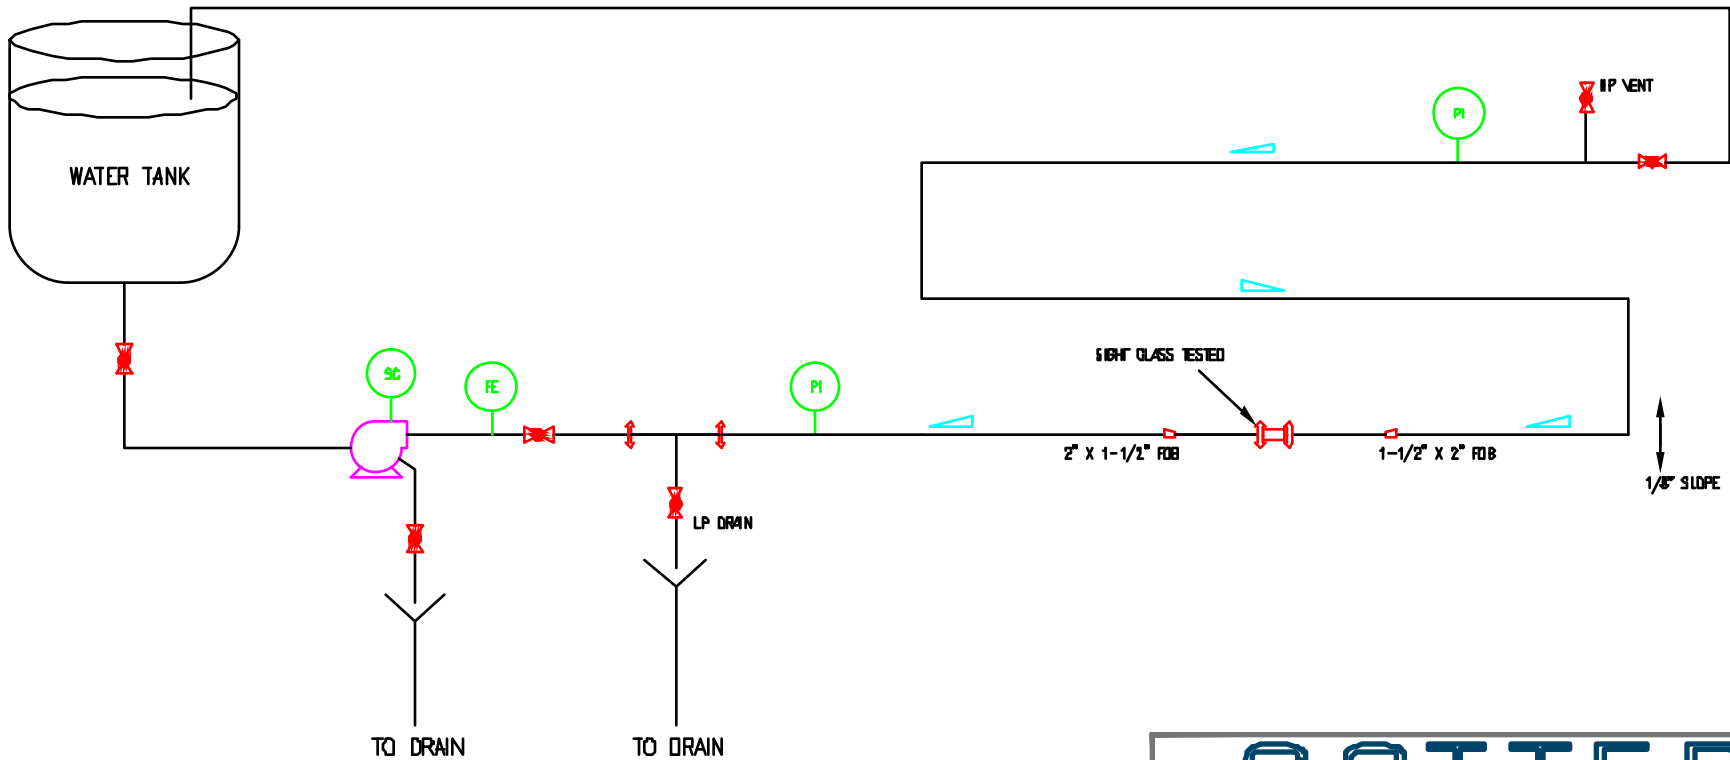 HP VENT
PI
WATER TANK
SIGHT GLASS TESTED
SC
FE
PI
2" X 1-1/2" FOB
1-1/2" X 2" FOB
1/8" SLOPE
LP DRAIN
TO DRAIN
TO DRAIN